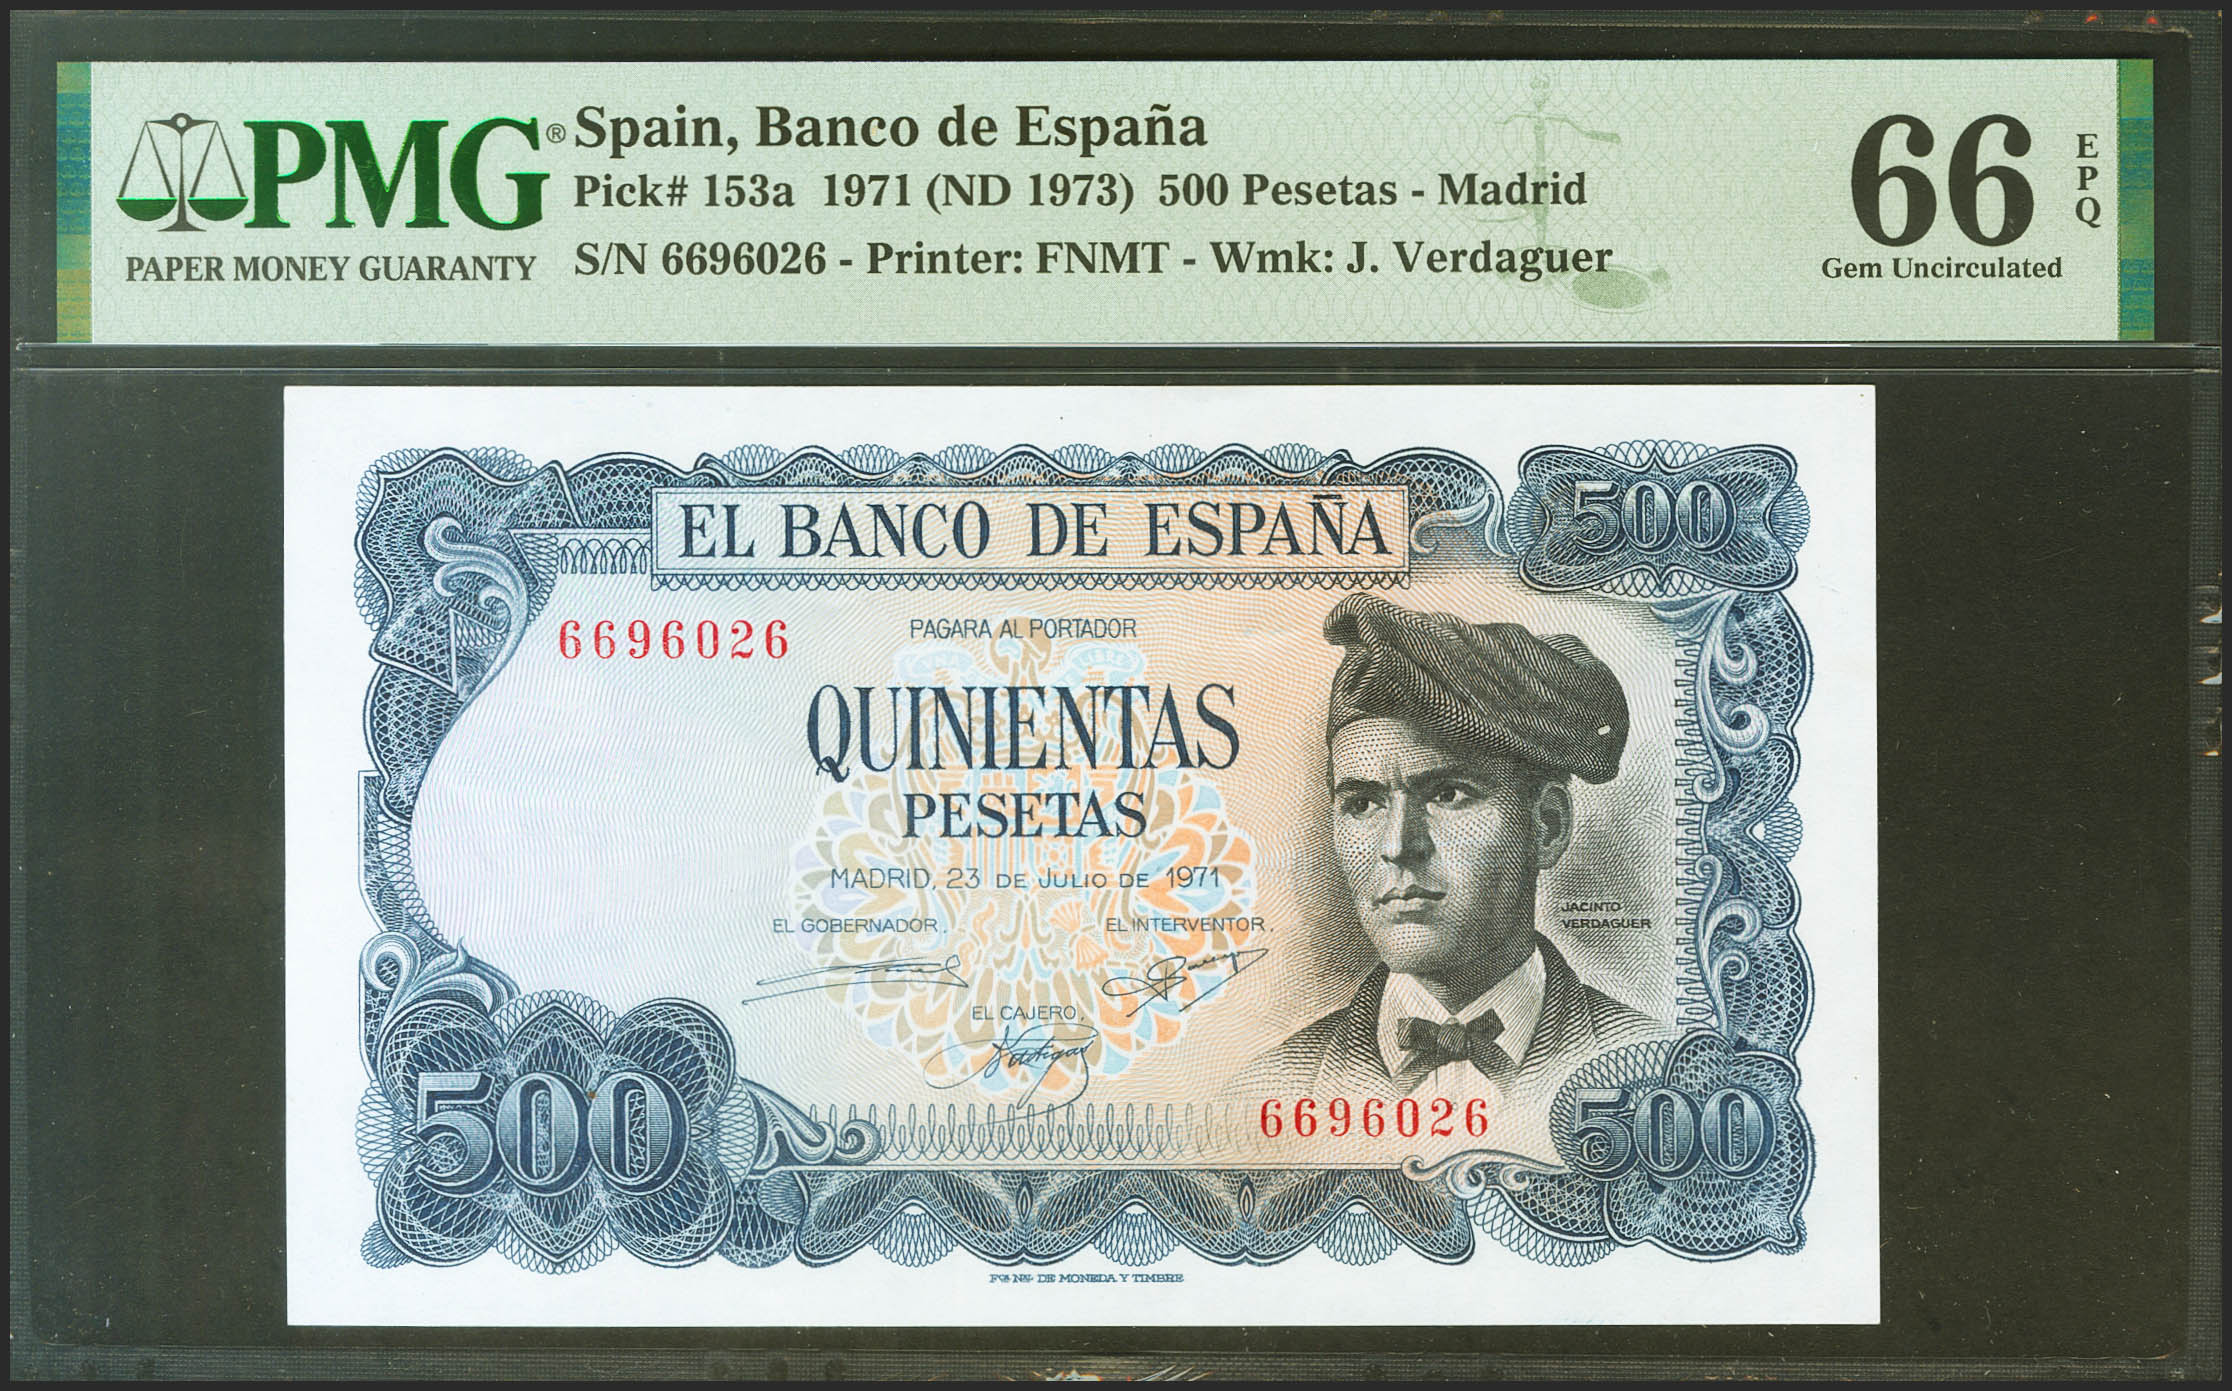 PMG®
PAPER MONEY GUARANTY
Spain, Banco de España
Pick# 153a 1971 (ND 1973) 500 Pesetas - Madrid
S/N 6696026 - Printer: FNMT - Wmk: J. Verdaguer
66
EPQ
Gem Uncirculated
EL BANCO DE ESPAÑA
500
6696026
PAGARA AL PORTADOR
QUINIENTAS
PESETAS
MADRID, 23 DE JULIO DE 1971
EL GOBERNADOR,
EL INTERVENTOR,
JACINTO
VERDAGUER
EL CAJERO,
500
6696026
500
Fca. Nal. DE MONEDA Y TIMBRE